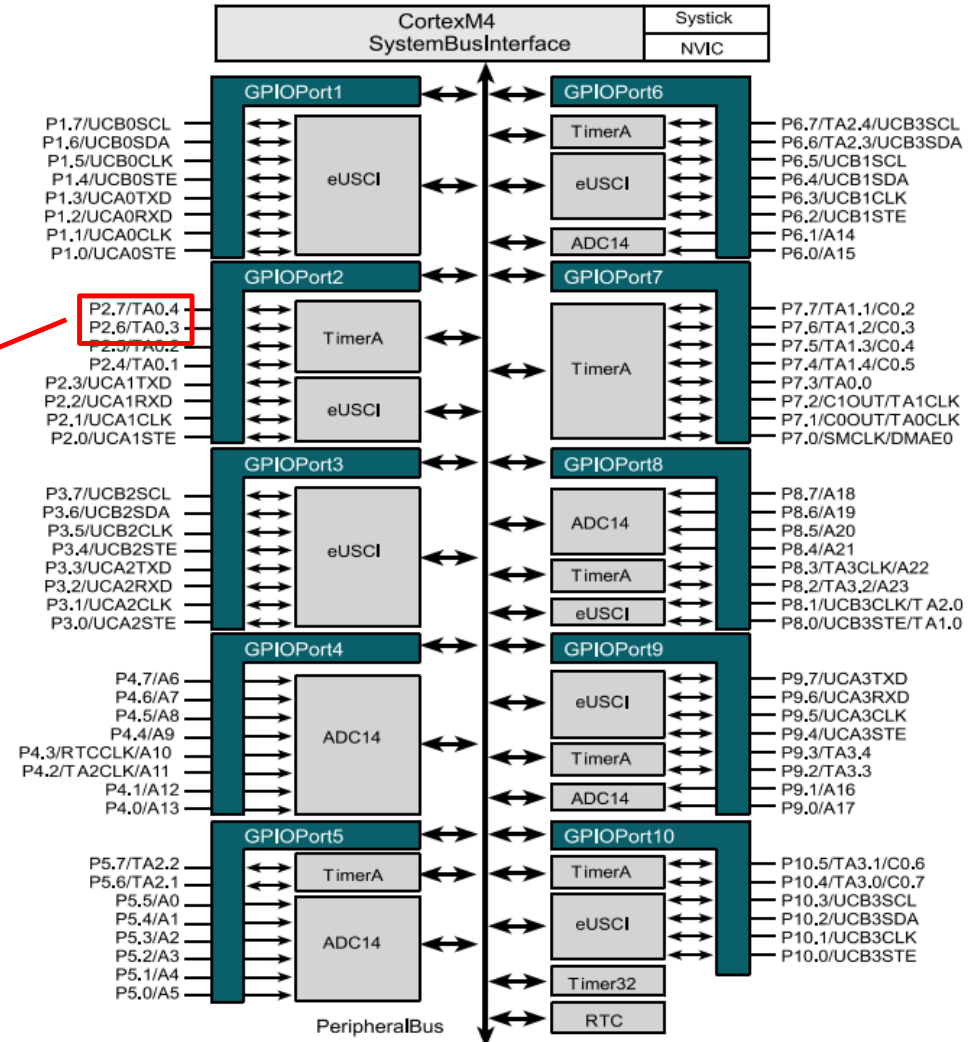 CortexM4
SystemBusInterface
Systick
NVIC
GPIOPort1
P1.7/UCB0SCL
P1.6/UCB0SDA
P1.5/UCB0CLK
P1.4/UCB0STE
P1.3/UCA0TXD
P1.2/UCA0RXD
P1.1/UCA0CLK
P1.0/UCA0STE
eUSCI
GPIOPort2
P2.7/TA0.4
P2.6/TA0.3
P2.5/TA0.2
P2.4/TA0.1
P2.3/UCA1TXD
P2.2/UCA1RXD
P2.1/UCA1CLK
P2.0/UCA1STE
TimerA
eUSCI
GPIOPort3
P3.7/UCB2SCL
P3.6/UCB2SDA
P3.5/UCB2CLK
P3.4/UCB2STE
P3.3/UCA2TXD
P3.2/UCA2RXD
P3.1/UCA2CLK
P3.0/UCA2STE
eUSCI
GPIOPort4
P4.7/A6
P4.6/A7
P4.5/A8
P4.4/A9
P4.3/RTCCLK/A10
P4.2/TA2CLK/A11
P4.1/A12
P4.0/A13
ADC14
GPIOPort5
P5.7/TA2.2
P5.6/TA2.1
P5.5/A0
P5.4/A1
P5.3/A2
P5.2/A3
P5.1/A4
P5.0/A5
TimerA
ADC14
PeripheralBus
GPIOPort6
TimerA
eUSCI
ADC14
P6.7/TA2.4/UCB3SCL
P6.6/TA2.3/UCB3SDA
P6.5/UCB1SCL
P6.4/UCB1SDA
P6.3/UCB1CLK
P6.2/UCB1STE
P6.1/A14
P6.0/A15
GPIOPort7
TimerA
P7.7/TA1.1/C0.2
P7.6/TA1.2/C0.3
P7.5/TA1.3/C0.4
P7.4/TA1.4/C0.5
P7.3/TA0.0
P7.2/C1OUT/TA1CLK
P7.1/C0OUT/TA0CLK
P7.0/SMCLK/DMAE0
GPIOPort8
ADC14
TimerA
eUSCI
P8.7/A18
P8.6/A19
P8.5/A20
P8.4/A21
P8.3/TA3CLK/A22
P8.2/TA3.2/A23
P8.1/UCB3CLK/TA2.0
P8.0/UCB3STE/TA1.0
GPIOPort9
eUSCI
TimerA
ADC14
P9.7/UCA3TXD
P9.6/UCA3RXD
P9.5/UCA3CLK
P9.4/UCA3STE
P9.3/TA3.4
P9.2/TA3.3
P9.1/A16
P9.0/A17
GPIOPort10
TimerA
eUSCI
Timer32
RTC
P10.5/TA3.1/C0.6
P10.4/TA3.0/C0.7
P10.3/UCB3SCL
P10.2/UCB3SDA
P10.1/UCB3CLK
P10.0/UCB3STE